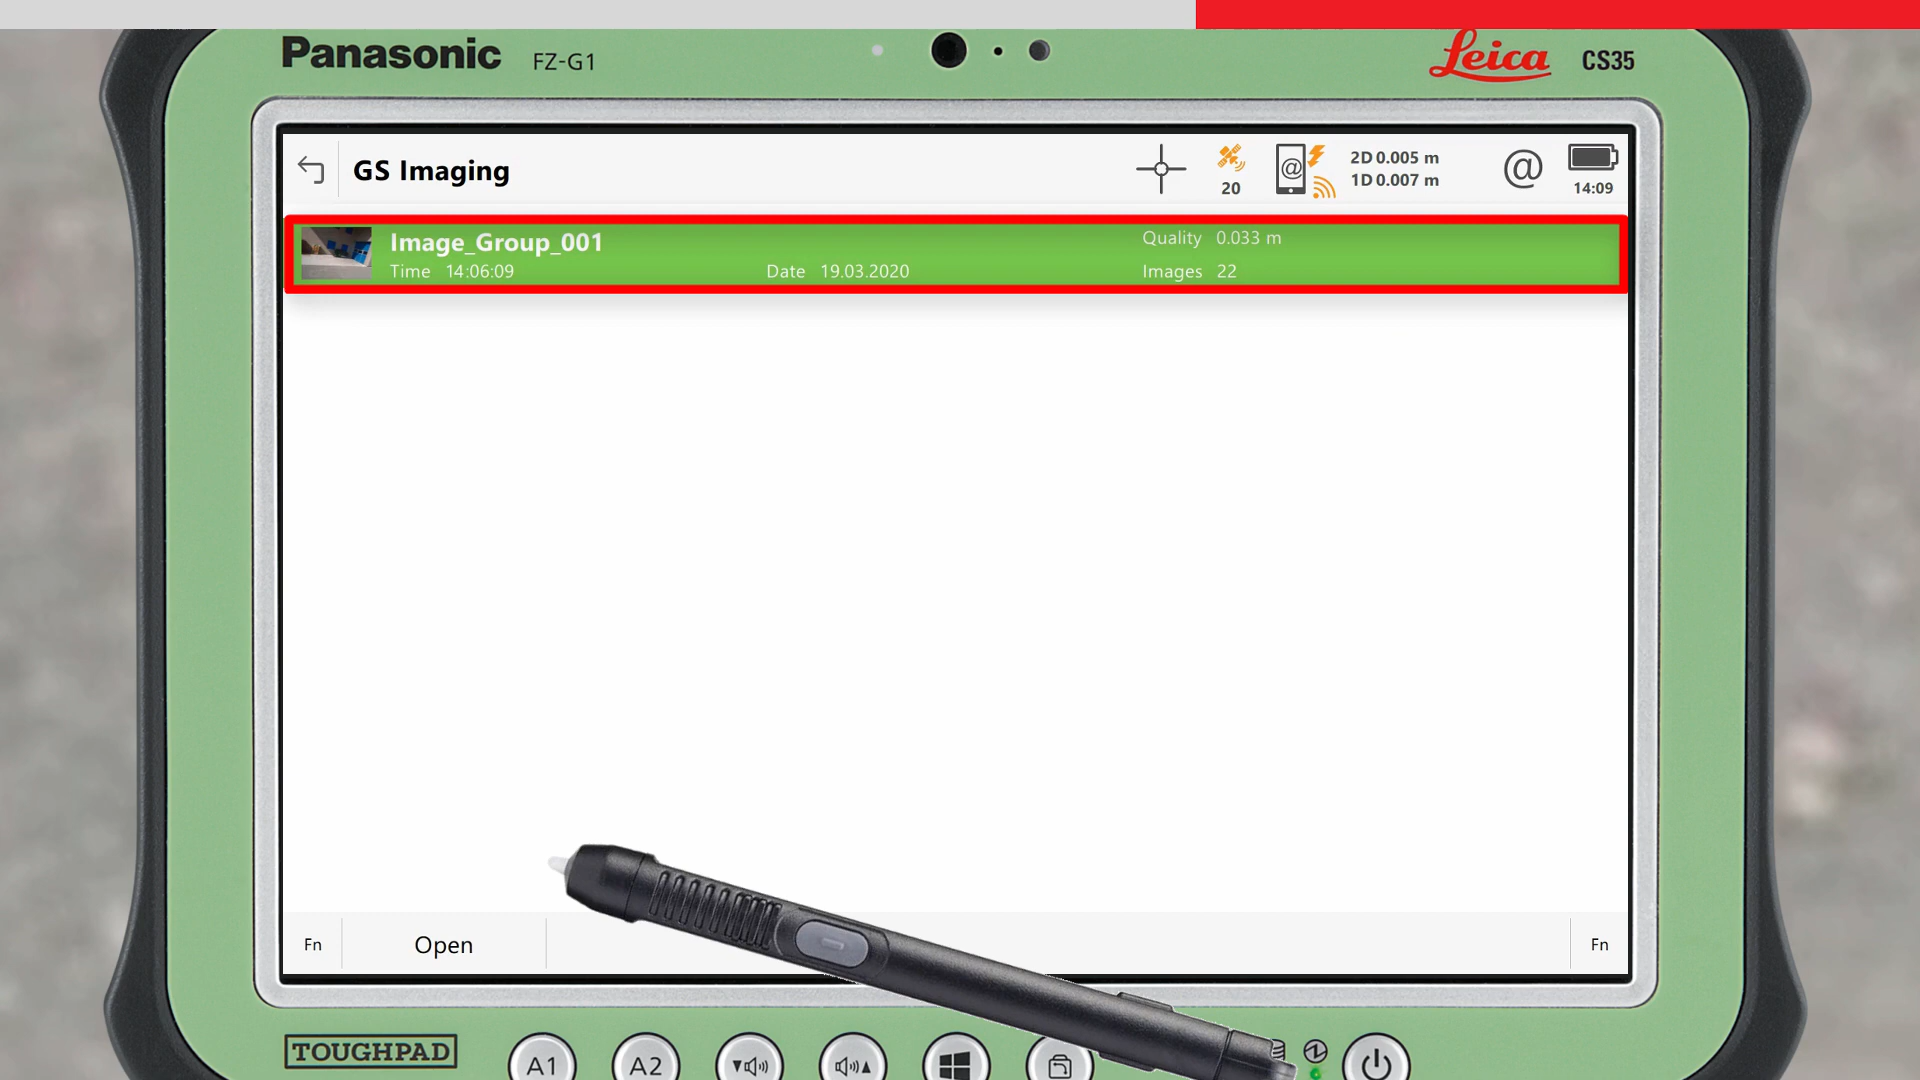 Panasonic FZ-G1
Leica CS35
GS Imaging
20
@
2D 0.005 m
1D 0.007 m
@
14:09
Image_Group_001
Quality 0.033 m
Time 14:06:09 Date 19.03.2020 Images 22
Fn Open Fn
TOUGHPAD
A1 A2